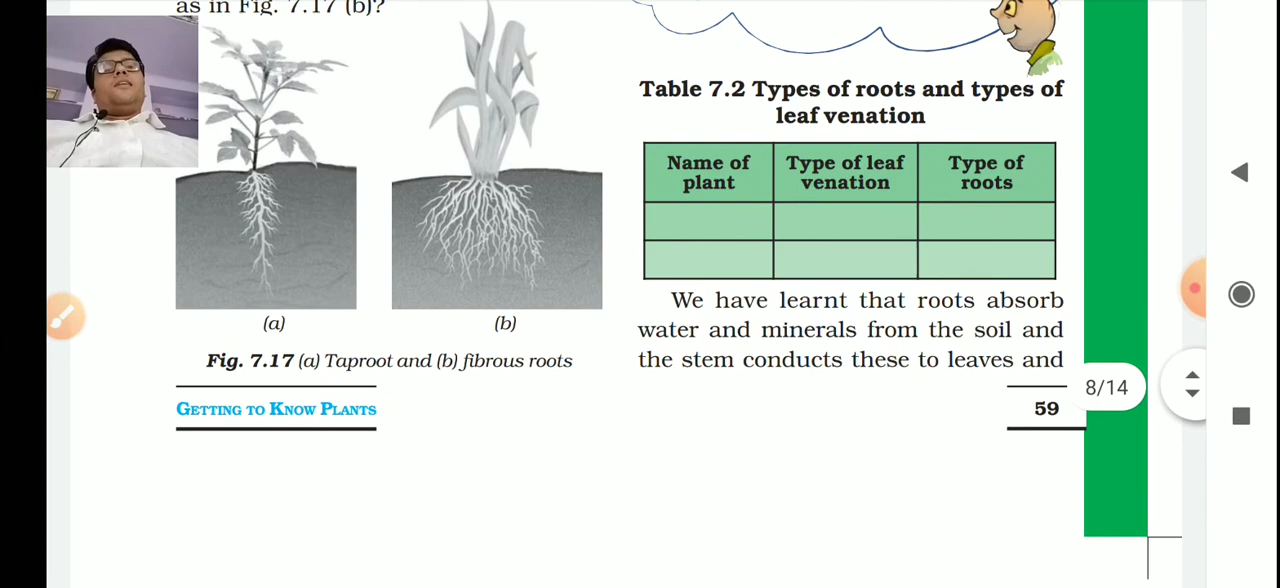 as in Fig. 7.17 (b)?
(a)
(b)
Fig. 7.17 (a) Taproot and (b) fibrous roots
Table 7.2 Types of roots and types of
leaf venation
Name of plant
Type of leaf venation
Type of roots
We have learnt that roots absorb
water and minerals from the soil and
the stem conducts these to leaves and
GETTING TO KNOW PLANTS
59
8/14